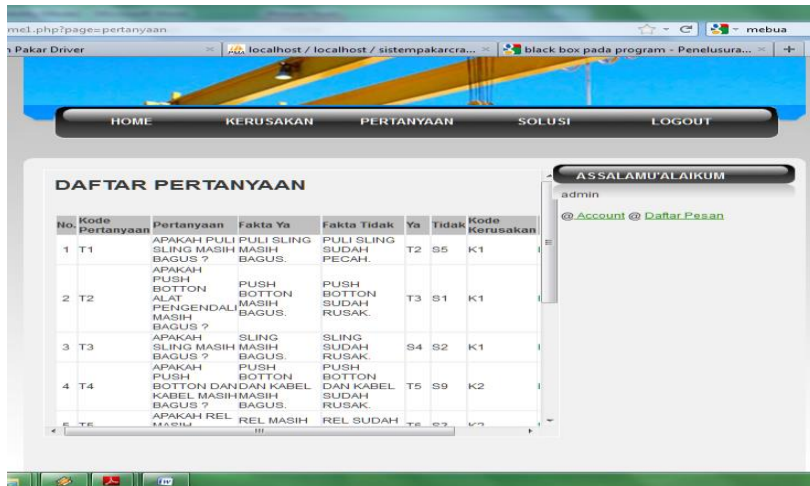 me1.php?page=pertanyaan
mebua
n Pakar Driver
localhost / localhost / sistempakarcra...
black box pada program - Penelusura...
HOME KERUSAKAN PERTANYAAN SOLUSI LOGOUT
DAFTAR PERTANYAAN
No. Kode Pertanyaan Pertanyaan Fakta Ya Fakta Tidak Ya Tidak Kode Kerusakan
1 T1 APAKAH PULI SLING MASIH BAGUS ? PULI SLING MASIH BAGUS. PULI SLING SUDAH PECAH. T2 S5 K1
2 T2 APAKAH PUSH BOTTON ALAT PENGENDALI MASIH BAGUS ? PUSH BOTTON MASIH BAGUS. PUSH BOTTON SUDAH RUSAK. T3 S1 K1
3 T3 APAKAH SLING MASIH BAGUS ? SLING MASIH BAGUS. SLING SUDAH RUSAK. S4 S2 K1
4 T4 APAKAH PUSH BOTTON DAN KABEL MASIH BAGUS ? PUSH BOTTON DAN KABEL MASIH BAGUS. PUSH BOTTON DAN KABEL SUDAH RUSAK. T5 S9 K2
APAKAH REL REL MASIH REL SUDAH
ASSALAMU'ALAIKUM
admin
@ Account @ Daftar Pesan